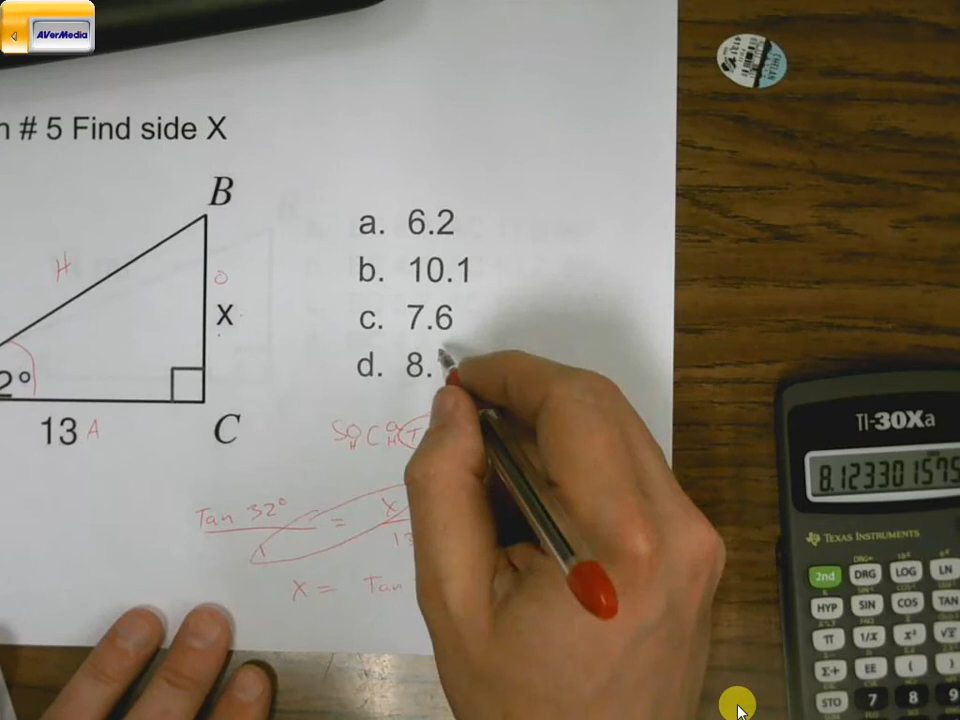 AVerMedia
# 5 Find side X
B
H
O
X
2°
13 A
C
a. 6.2
b. 10.1
c. 7.6
d. 8.
SOH CAH T
Tan 32° = X
1 13
X = Tan
TI-30Xa
8.123301575
TEXAS INSTRUMENTS
2nd DRG LOG LN
HYP SIN COS TAN
π 1/x x² √x
Σ+ EE ( )
STO 7 8 9